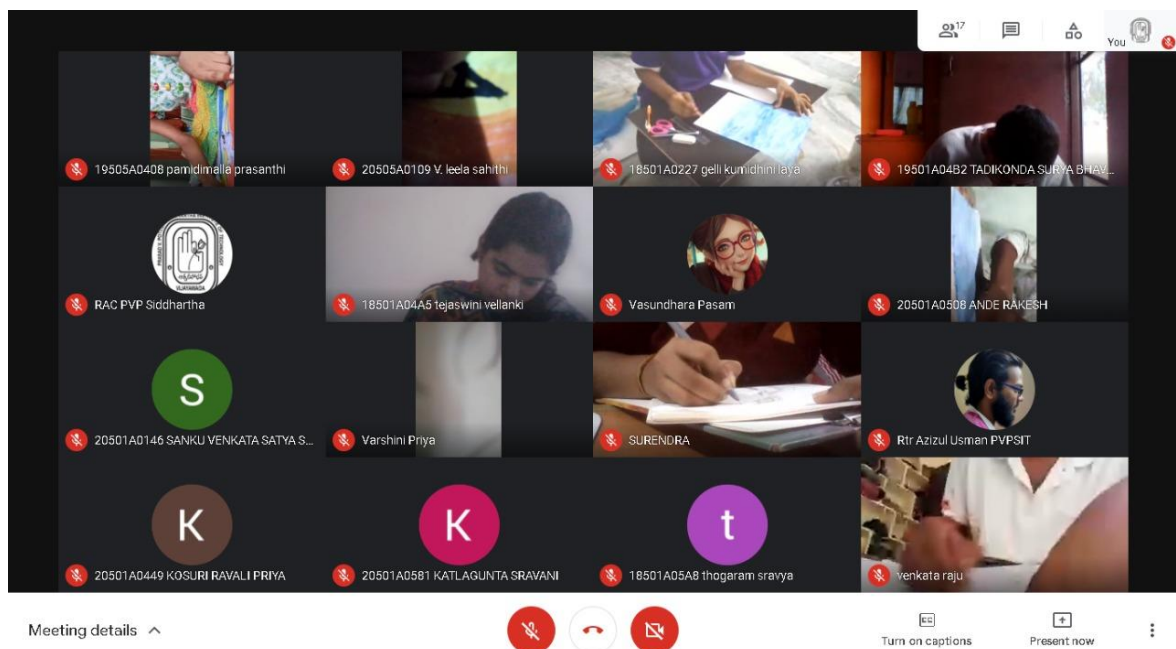 17
You
19505A0408 pamidimalla prasanthi
20505A0109 V. leela sahithi
18501A0227 gelli kumidhini laya
19501A04B2 TADIKONDA SURYA BHAV...
RAC PVP Siddhartha
18501A04A5 tejaswini vellanki
Vasundhara Pasam
20501A0508 ANDE RAKESH
S
20501A0146 SANKU VENKATA SATYA S...
Varshini Priya
SURENDRA
Rtr Azizul Usman PVPSIT
K
20501A0449 KOSURI RAVALI PRIYA
K
20501A0581 KATLAGUNTA SRAVANI
t
18501A05A8 thogaram sravya
venkata raju
Meeting details
CC
Turn on captions
Present now